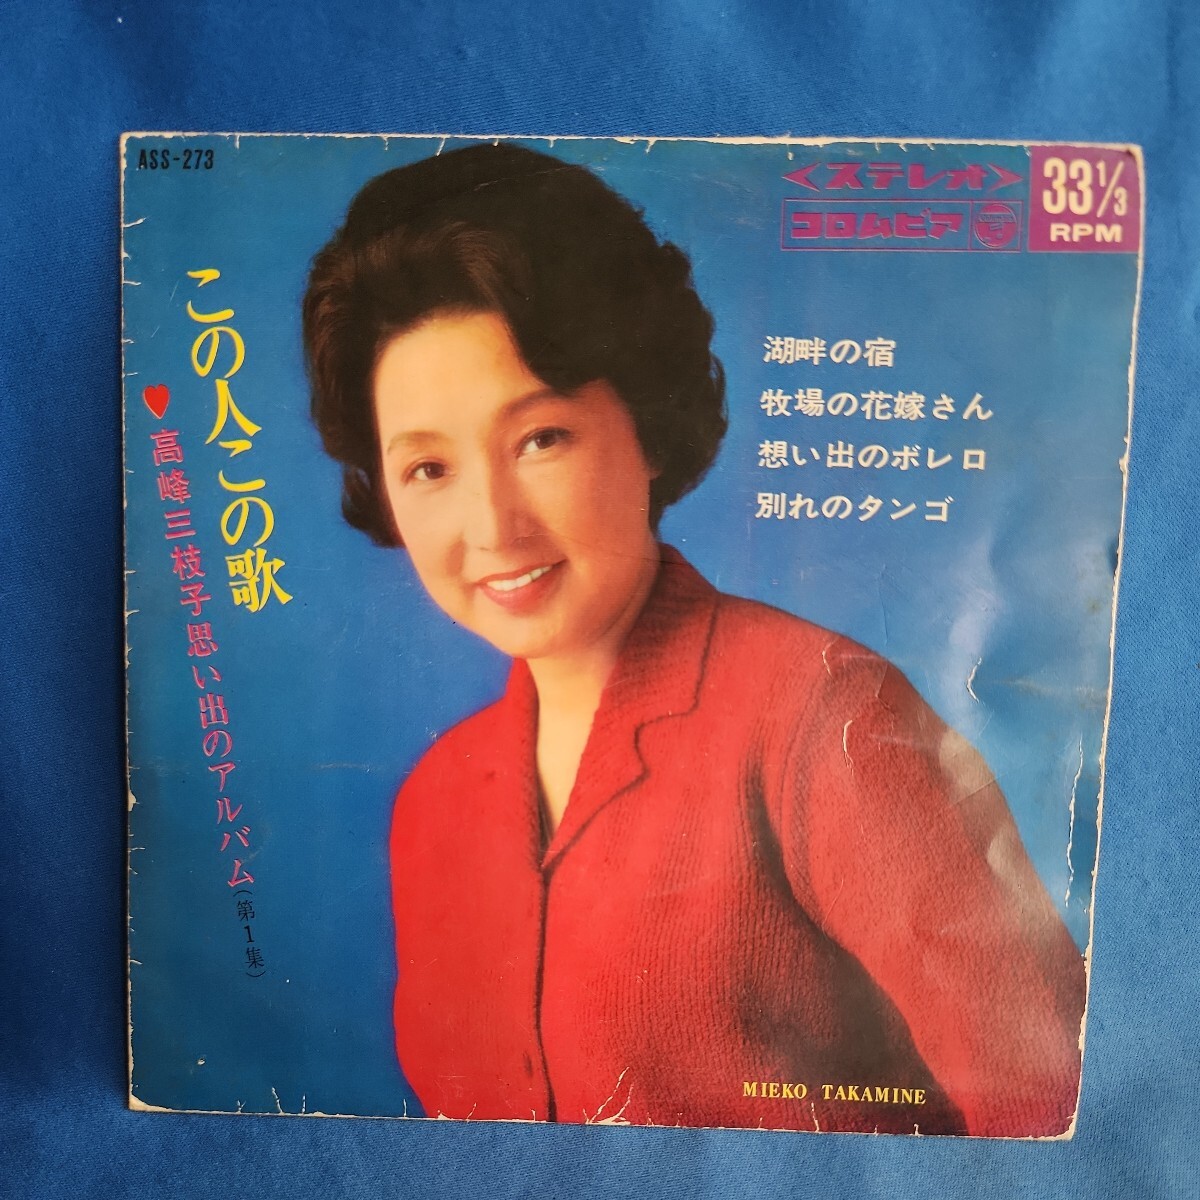 ASS-273
<ステレオ>
コロムビア
33 1/3
RPM
この人この歌
♥高峰三枝子思い出のアルバム(第1集)
湖畔の宿
牧場の花嫁さん
想い出のボレロ
別れのタンゴ
MIEKO TAKAMINE